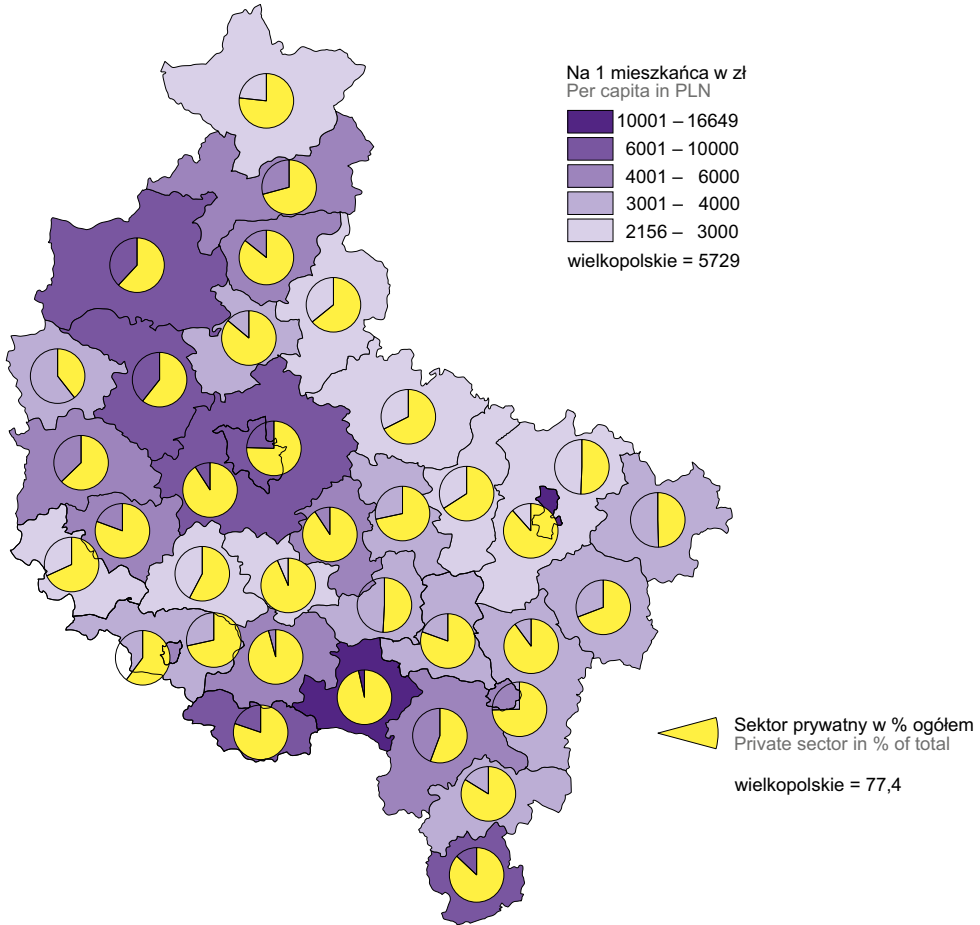 Na 1 mieszkańca w zł
Per capita in PLN
10001 – 16649
6001 – 10000
4001 – 6000
3001 – 4000
2156 – 3000
wielkopolskie = 5729
Sektor prywatny w % ogółem
Private sector in % of total
wielkopolskie = 77,4